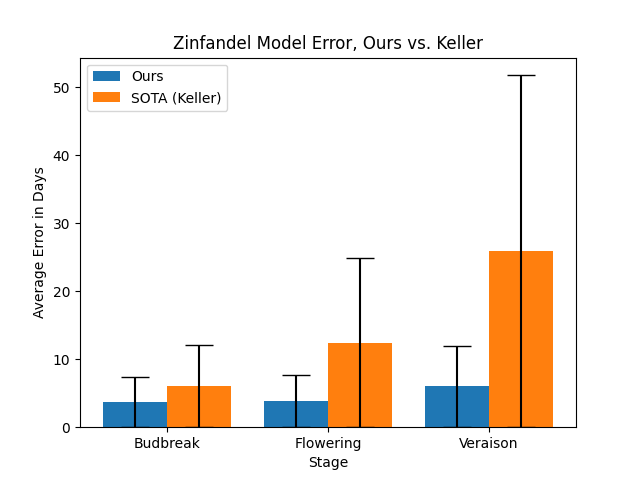 Zinfandel Model Error, Ours vs. Keller
Ours
SOTA (Keller)
Average Error in Days
50
40
30
20
10
0
Budbreak
Flowering
Veraison
Stage